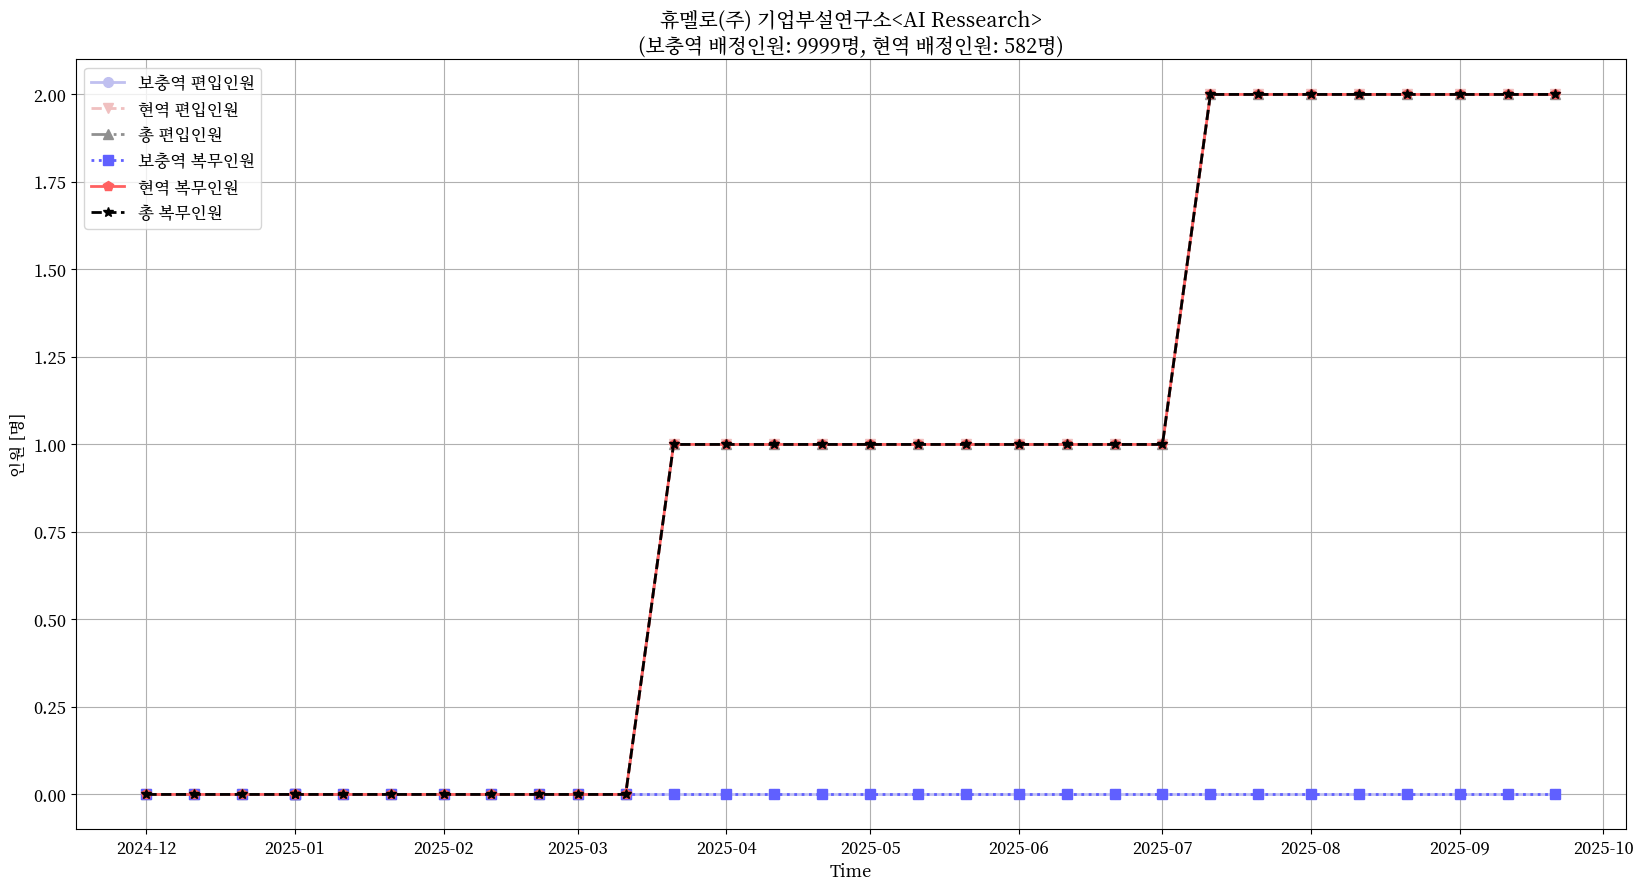 휴멜로(주) 기업부설연구소<AI Ressearch>
(보충역 배정인원: 9999명, 현역 배정인원: 582명)
보충역 편입인원
현역 편입인원
총 편입인원
보충역 복무인원
현역 복무인원
총 복무인원
인원 [명]
2.00
1.75
1.50
1.25
1.00
0.75
0.50
0.25
0.00
2024-12
2025-01
2025-02
2025-03
2025-04
2025-05
2025-06
2025-07
2025-08
2025-09
2025-10
Time